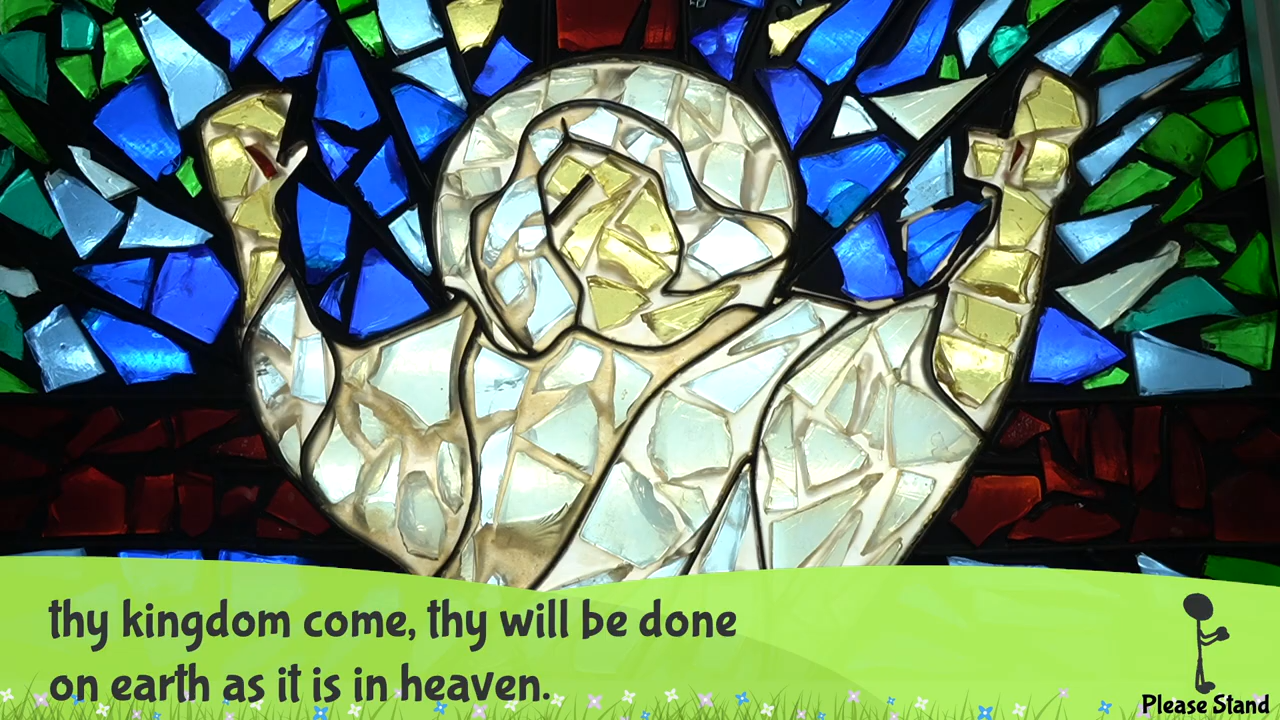 thy kingdom come, thy will be done
on earth as it is in heaven.
Please Stand